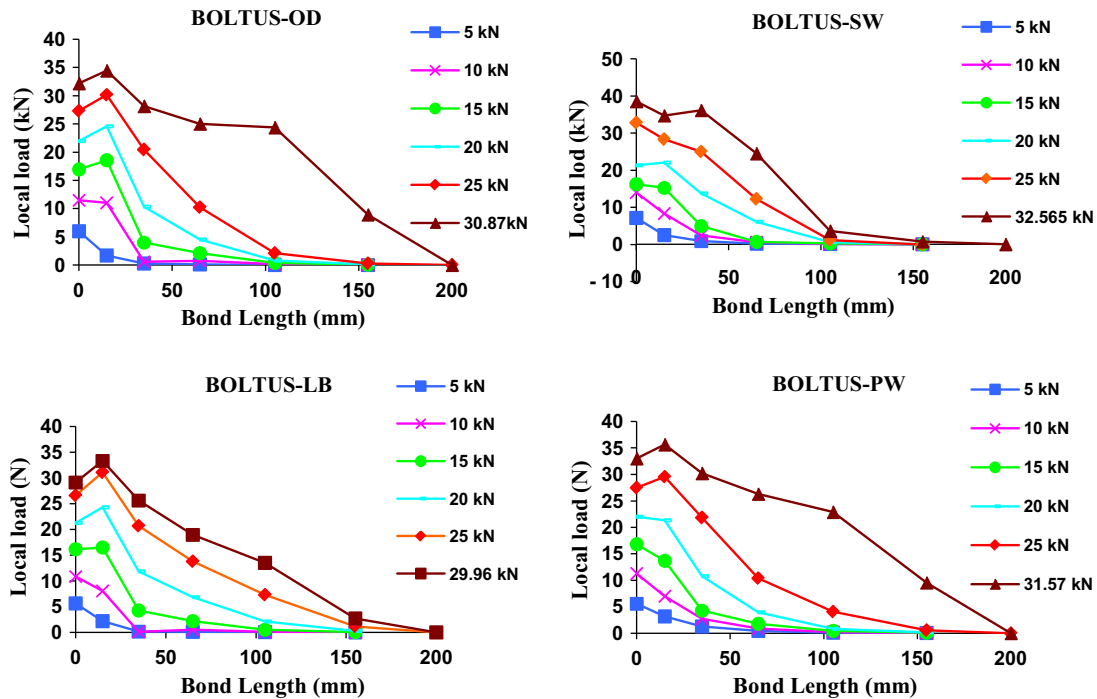 BOLTUS-OD
Local load (kN)
40
35
30
25
20
15
10
5
0
0 50 100 150 200
Bond Length (mm)
5 kN
10 kN
15 kN
20 kN
25 kN
30.87kN
BOLTUS-SW
Local lod (kN)
50
40
30
20
10
0
- 10
0 50 100 150 200
Bond Length (mm)
5 kN
10 kN
15 kN
20 kN
25 kN
32.565 kN
BOLTUS-LB
Local load (N)
40
35
30
25
20
15
10
5
0
0 50 100 150 200
Bond Length (mm)
5 kN
10 kN
15 kN
20 kN
25 kN
29.96 kN
BOLTUS-PW
Local load (N)
40
35
30
25
20
15
10
5
0
0 50 100 150 200
Bond Length (mm)
5 kN
10 kN
15 kN
20 kN
25 kN
31.57 kN